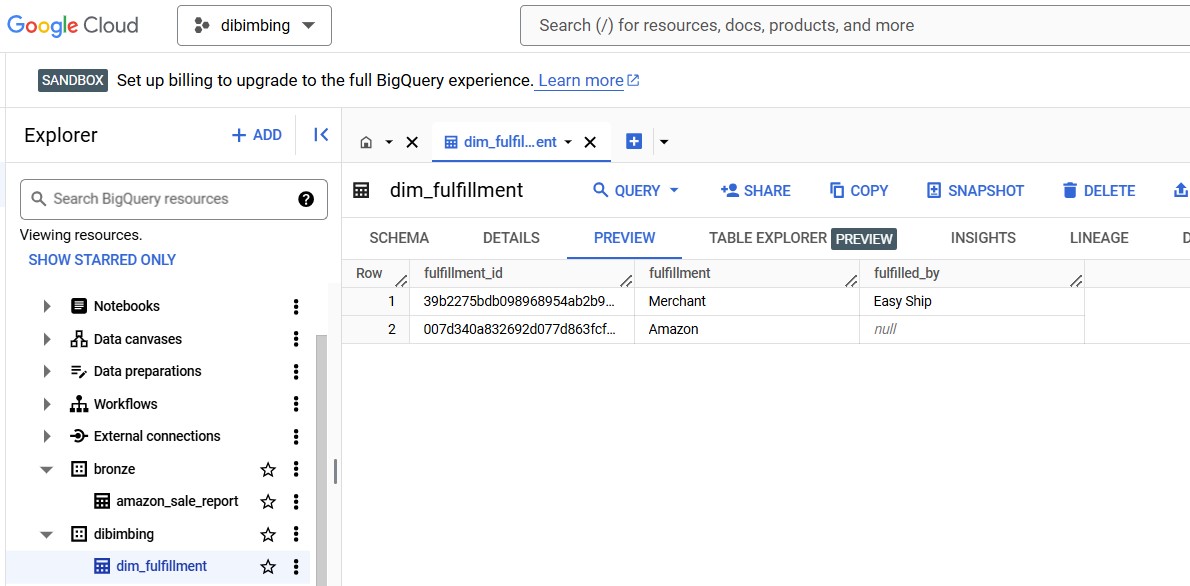 Google Cloud
dibimbing
Search (/) for resources, docs, products, and more
SANDBOX Set up billing to upgrade to the full BigQuery experience. Learn more
Explorer
+ ADD
dim_fulfil...ent
Search BigQuery resources
Viewing resources.
SHOW STARRED ONLY
Notebooks
Data canvases
Data preparations
Workflows
External connections
bronze
amazon_sale_report
dibimbing
dim_fulfillment
dim_fulfillment
QUERY SHARE COPY SNAPSHOT DELETE
SCHEMA DETAILS PREVIEW TABLE EXPLORER PREVIEW INSIGHTS LINEAGE D
Row fulfillment_id fulfillment fulfilled_by
1 39b2275bdb098968954ab2b9... Merchant Easy Ship
2 007d340a832692d077d863fcf... Amazon null